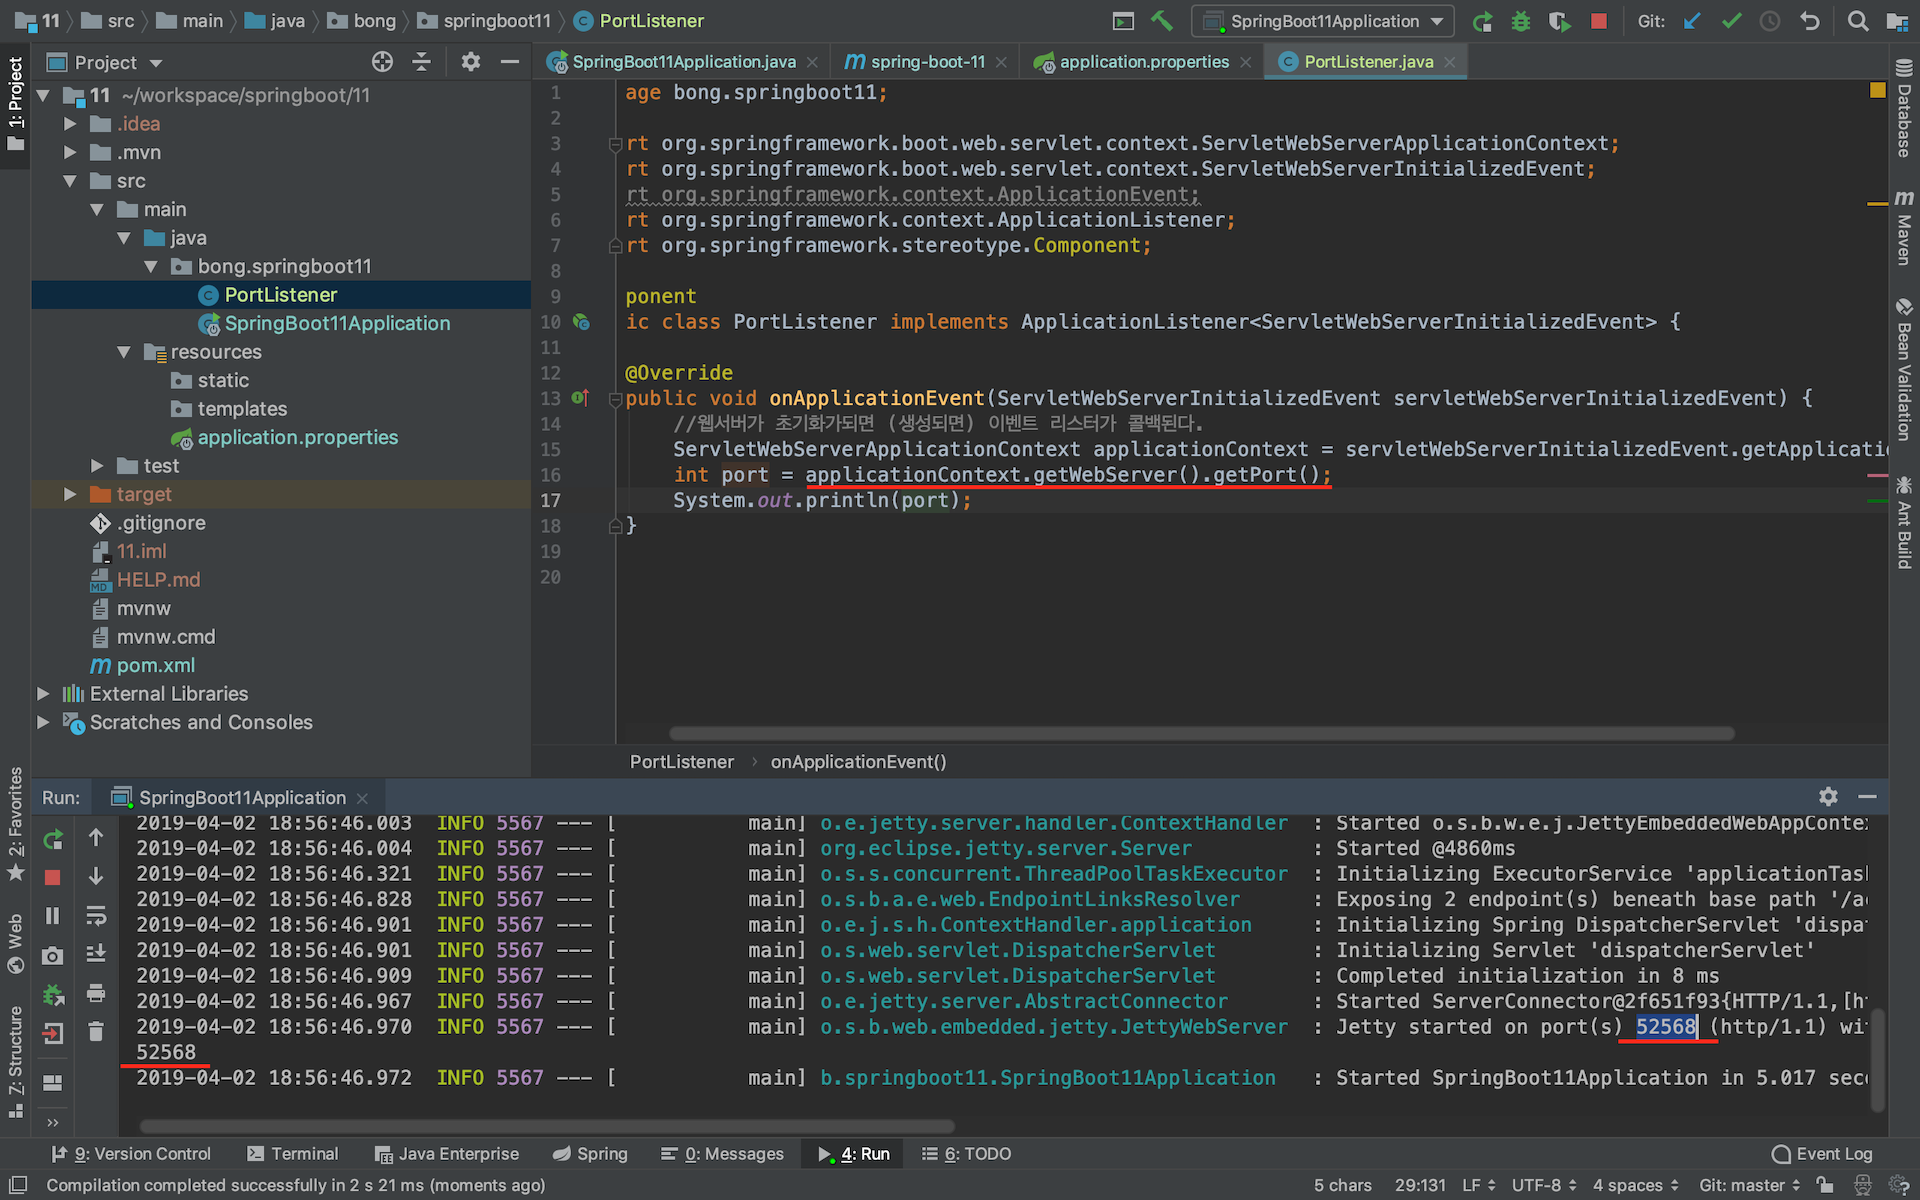 11 src main java bong springboot11 PortListener SpringBoot11Application Git:
Project SpringBoot11Application.java spring-boot-11 application.properties PortListener.java
1: Project
11 ~/workspace/springboot/11
.idea
.mvn
src
main
java
bong.springboot11
PortListener
SpringBoot11Application
resources
static
templates
application.properties
test
target
.gitignore
11.iml
HELP.md
mvnw
mvnw.cmd
pom.xml
External Libraries
Scratches and Consoles
1 age bong.springboot11;
2
3 rt org.springframework.boot.web.servlet.context.ServletWebServerApplicationContext;
4 rt org.springframework.boot.web.servlet.context.ServletWebServerInitializedEvent;
5 rt org.springframework.context.ApplicationEvent;
6 rt org.springframework.context.ApplicationListener;
7 rt org.springframework.stereotype.Component;
8
9 ponent
10 ic class PortListener implements ApplicationListener<ServletWebServerInitializedEvent> {
11
12 @Override
13 public void onApplicationEvent(ServletWebServerInitializedEvent servletWebServerInitializedEvent) {
14 //웹서버가 초기화가되면 (생성되면) 이벤트 리스터가 콜백된다.
15 ServletWebServerApplicationContext applicationContext = servletWebServerInitializedEvent.getApplicati
16 int port = applicationContext.getWebServer().getPort();
17 System.out.println(port);
18 }
19
20
PortListener › onApplicationEvent()
Database
Maven
Bean Validation
Ant Build
2: Favorites
Web
Z: Structure
Run: SpringBoot11Application
2019-04-02 18:56:46.003 INFO 5567 --- [ main] o.e.jetty.server.handler.ContextHandler : Started o.s.b.w.e.j.JettyEmbeddedWebAppContex
2019-04-02 18:56:46.004 INFO 5567 --- [ main] org.eclipse.jetty.server.Server : Started @4860ms
2019-04-02 18:56:46.321 INFO 5567 --- [ main] o.s.s.concurrent.ThreadPoolTaskExecutor : Initializing ExecutorService 'applicationTask
2019-04-02 18:56:46.828 INFO 5567 --- [ main] o.s.b.a.e.web.EndpointLinksResolver : Exposing 2 endpoint(s) beneath base path '/ac
2019-04-02 18:56:46.901 INFO 5567 --- [ main] o.e.j.s.h.ContextHandler.application : Initializing Spring DispatcherServlet 'dispat
2019-04-02 18:56:46.901 INFO 5567 --- [ main] o.s.web.servlet.DispatcherServlet : Initializing Servlet 'dispatcherServlet'
2019-04-02 18:56:46.909 INFO 5567 --- [ main] o.s.web.servlet.DispatcherServlet : Completed initialization in 8 ms
2019-04-02 18:56:46.967 INFO 5567 --- [ main] o.e.jetty.server.AbstractConnector : Started ServerConnector@2f651f93{HTTP/1.1,[ht
2019-04-02 18:56:46.970 INFO 5567 --- [ main] o.s.b.web.embedded.jetty.JettyWebServer : Jetty started on port(s) 52568 (http/1.1) wit
52568
2019-04-02 18:56:46.972 INFO 5567 --- [ main] b.springboot11.SpringBoot11Application : Started SpringBoot11Application in 5.017 seco
9: Version Control Terminal Java Enterprise Spring 0: Messages 4: Run 6: TODO Event Log
Compilation completed successfully in 2 s 21 ms (moments ago) 5 chars 29:131 LF UTF-8 4 spaces Git: master